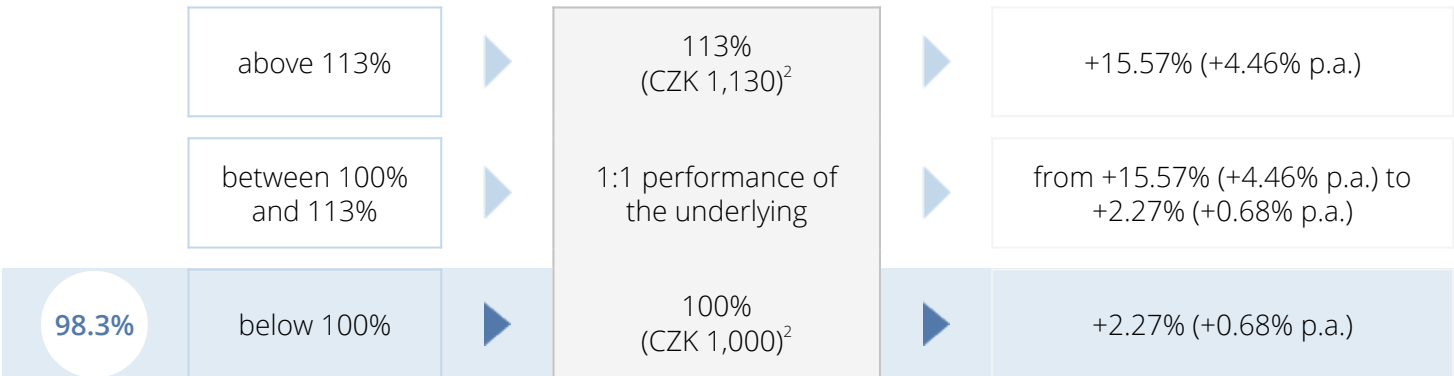 above 113%
113%
(CZK 1,130)2
+15.57% (+4.46% p.a.)
between 100%
and 113%
1:1 performance of
the underlying
from +15.57% (+4.46% p.a.) to
+2.27% (+0.68% p.a.)
98.3%
below 100%
100%
(CZK 1,000)2
+2.27% (+0.68% p.a.)